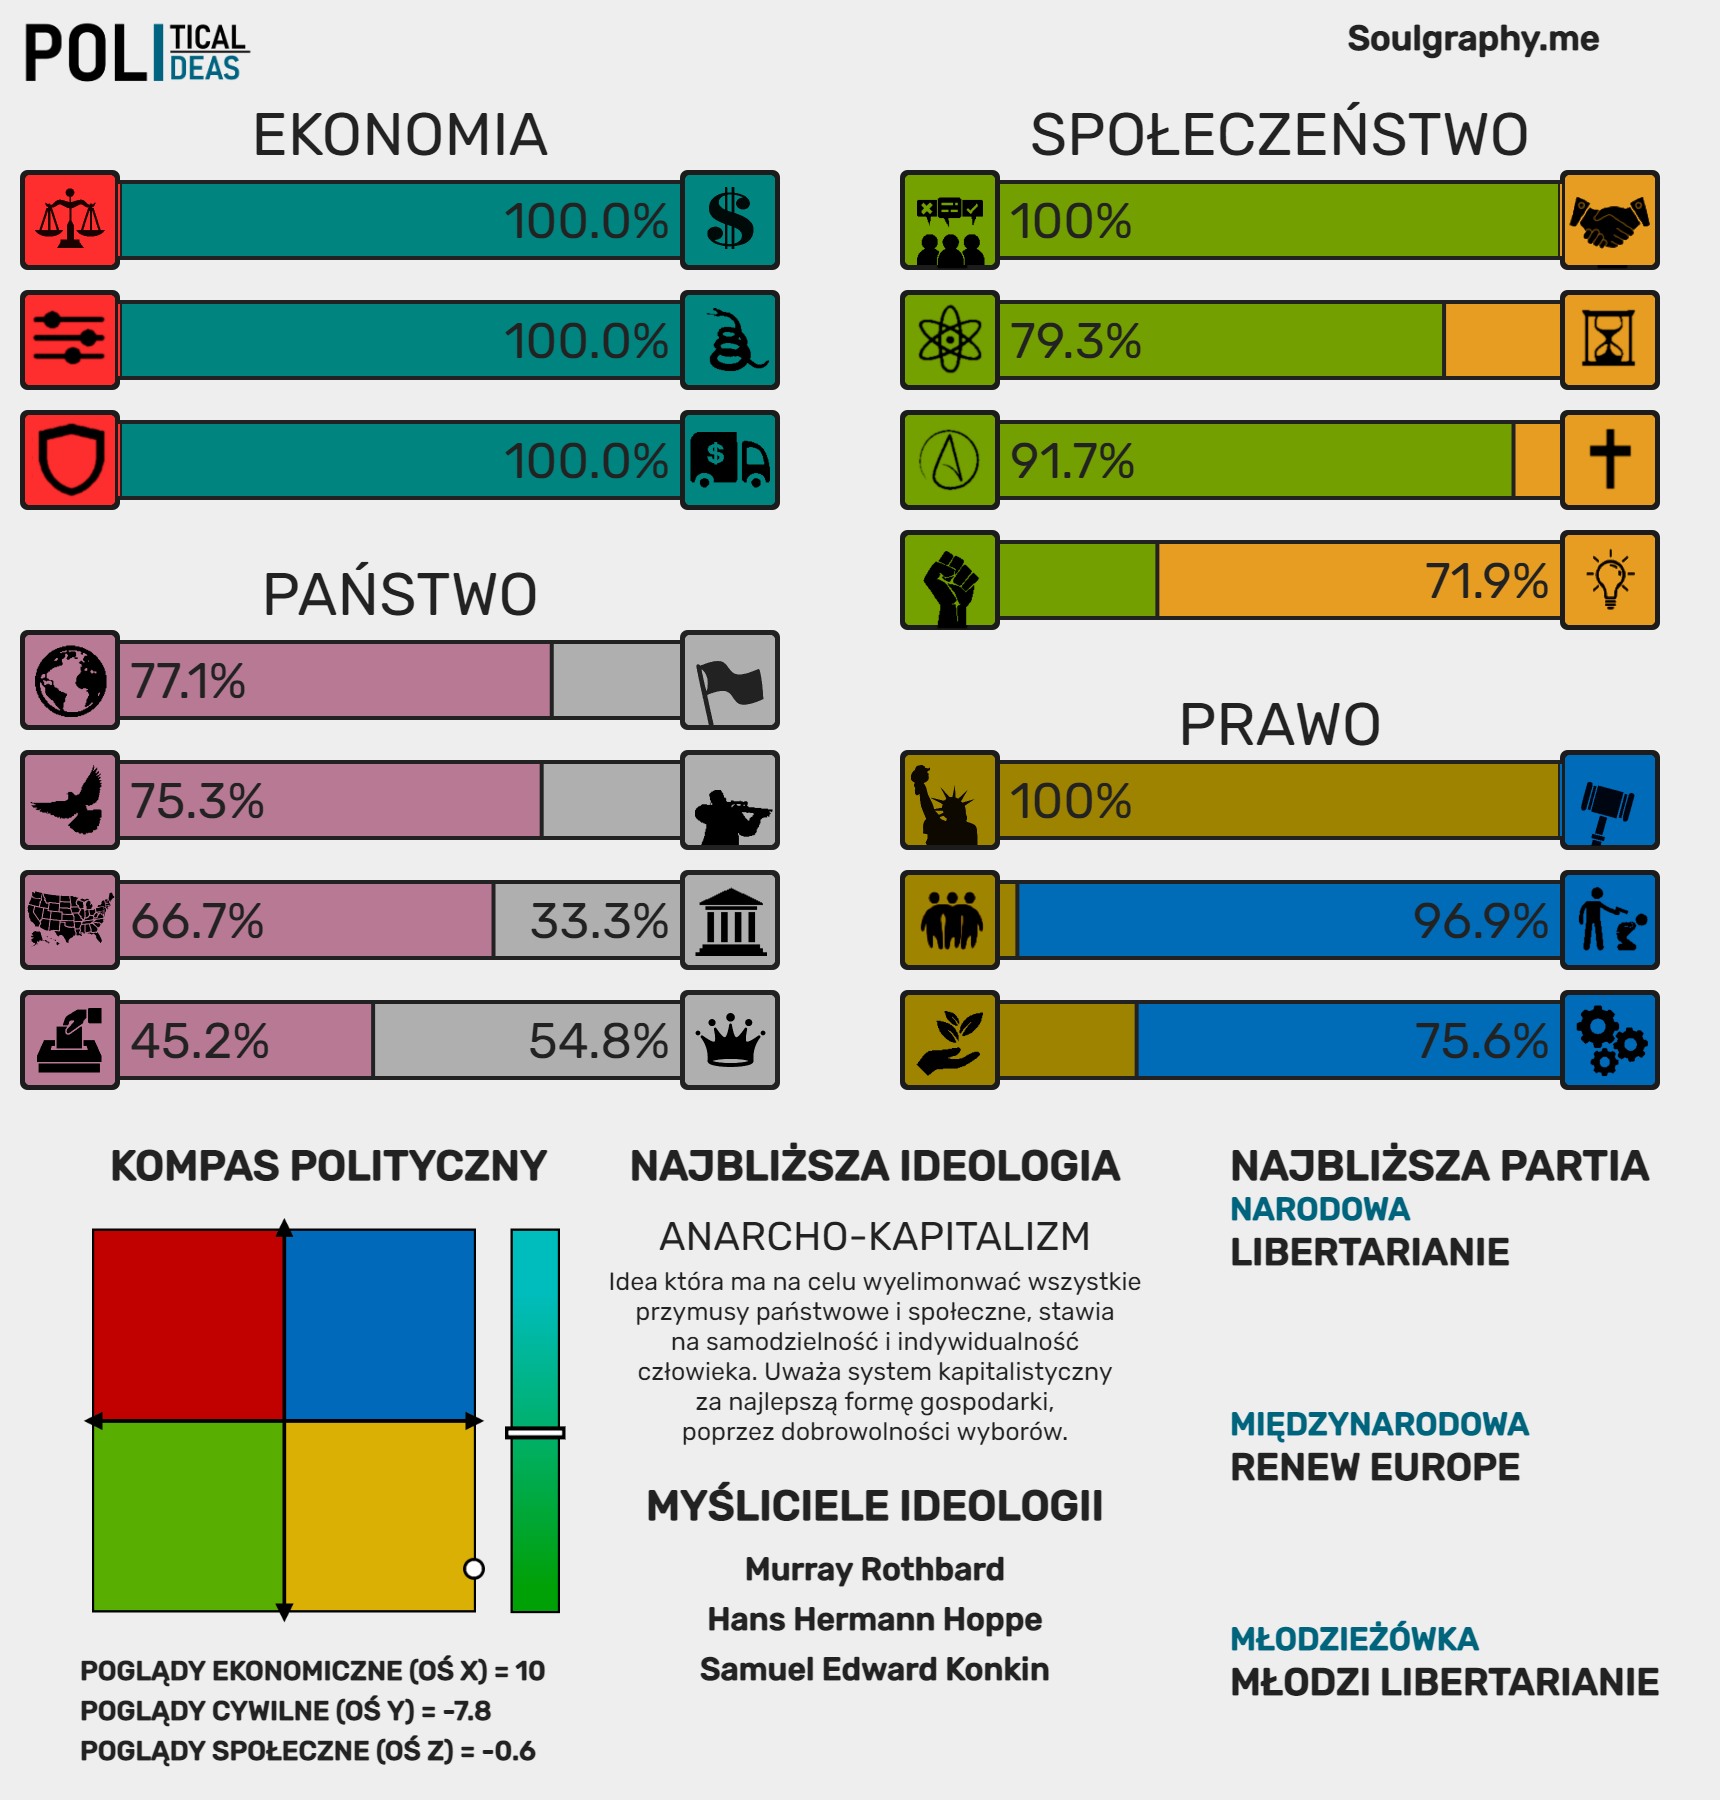 POLITICAL
IDEAS
Soulgraphy.me
EKONOMIA
100.0%
100.0%
100.0%
SPOŁECZEŃSTWO
100%
79.3%
91.7%
71.9%
PAŃSTWO
77.1%
75.3%
66.7% 33.3%
45.2% 54.8%
PRAWO
100%
96.9%
75.6%
KOMPAS POLITYCZNY
POGLĄDY EKONOMICZNE (OŚ X) = 10
POGLĄDY CYWILNE (OŚ Y) = -7.8
POGLĄDY SPOŁECZNE (OŚ Z) = -0.6
NAJBLIŻSZA IDEOLOGIA
ANARCHO-KAPITALIZM
Idea która ma na celu wyelimonwać wszystkie
przymusy państwowe i społeczne, stawia
na samodzielność i indywidualność
człowieka. Uważa system kapitalistyczny
za najlepszą formę gospodarki,
poprzez dobrowolności wyborów.
MYŚLICIELE IDEOLOGII
Murray Rothbard
Hans Hermann Hoppe
Samuel Edward Konkin
NAJBLIŻSZA PARTIA
NARODOWA
LIBERTARIANIE
MIĘDZYNARODOWA
RENEW EUROPE
MŁODZIEŻÓWKA
MŁODZI LIBERTARIANIE